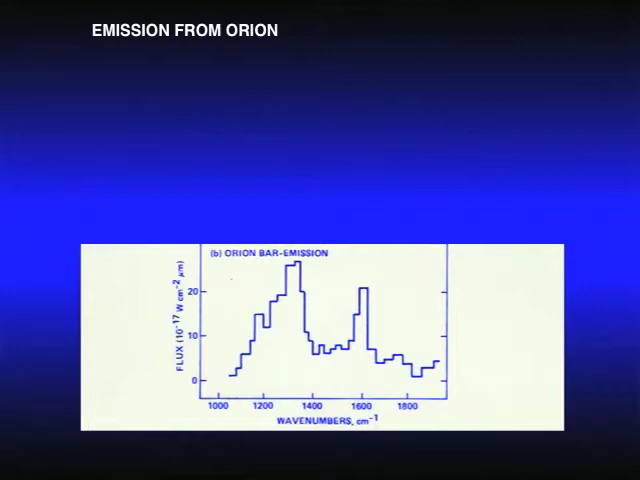 EMISSION FROM ORION
(b) ORION BAR-EMISSION
FLUX (10⁻¹⁷ W cm⁻² μm)
20
10
0
1000 1200 1400 1600 1800
WAVENUMBERS, cm⁻¹